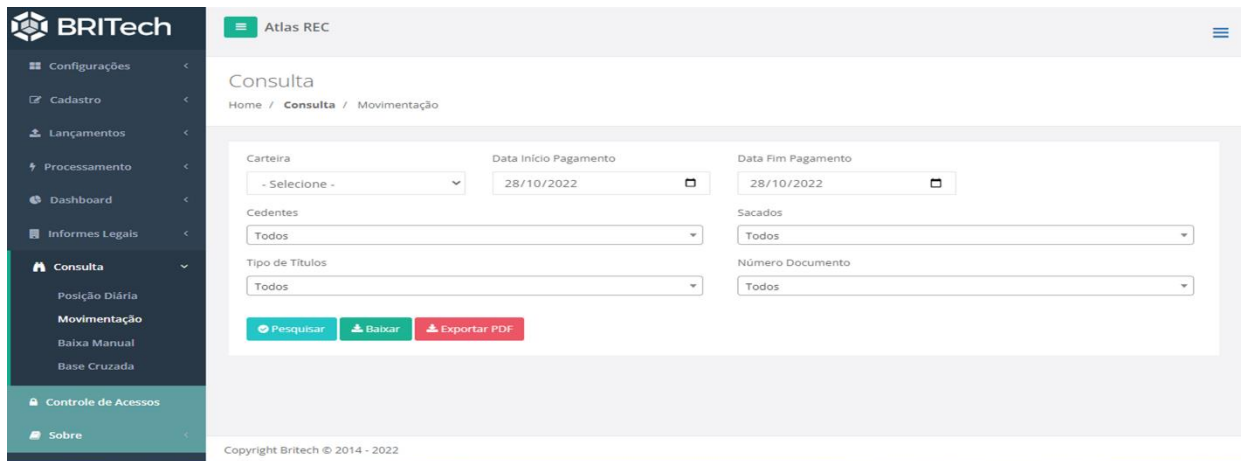 BRITech
Configurações
Cadastro
Lançamentos
Processamento
Dashboard
Informes Legais
Consulta
Posição Diária
Movimentação
Baixa Manual
Base Cruzada
Controle de Acessos
Sobre
Atlas REC
Consulta
Home / Consulta / Movimentação
Carteira Data Início Pagamento Data Fim Pagamento
- Selecione - 28/10/2022 28/10/2022
Cedentes Sacados
Todos Todos
Tipo de Títulos Número Documento
Todos Todos
Pesquisar Baixar Exportar PDF
Copyright Britech © 2014 - 2022